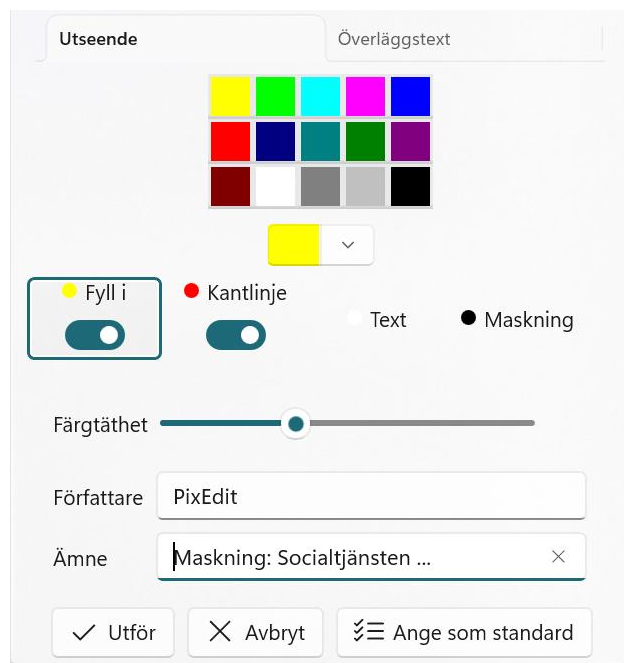 Utseende
Överläggstext
Fyll i
Kantlinje
Text
Maskning
Färgtäthet
Författare
PixEdit
Ämne
Maskning: Socialtjänsten ...
Utför
Avbryt
Ange som standard